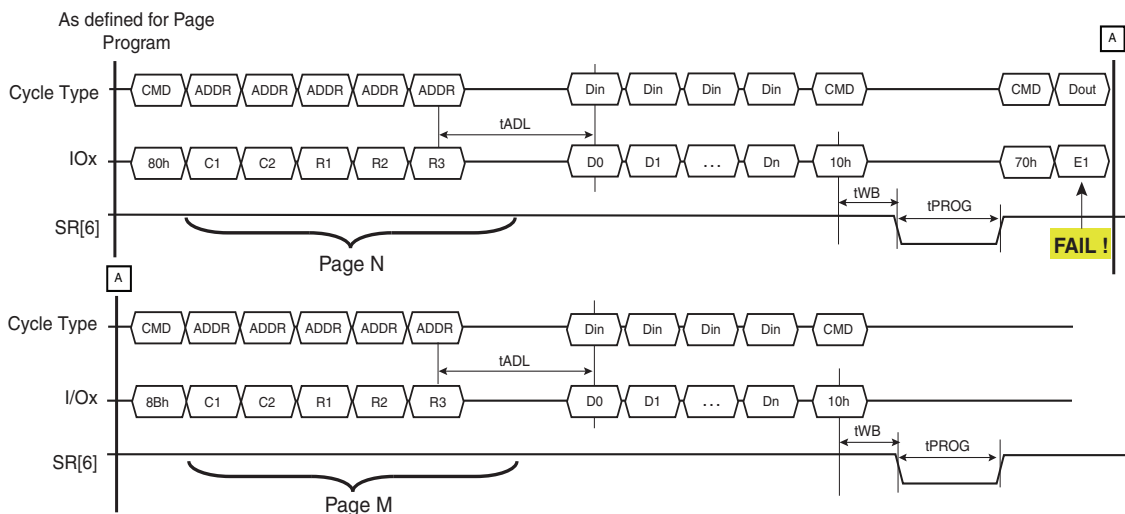 As defined for Page
Program
A
Cycle Type CMD ADDR ADDR ADDR ADDR ADDR Din Din Din Din CMD CMD Dout
tADL
IOx 80h C1 C2 R1 R2 R3 D0 D1 ... Dn 10h 70h E1
tWB tPROG
SR[6]
FAIL !
Page N
A
Cycle Type CMD ADDR ADDR ADDR ADDR ADDR Din Din Din Din CMD
tADL
I/Ox 8Bh C1 C2 R1 R2 R3 D0 D1 ... Dn 10h
tWB tPROG
SR[6]
Page M